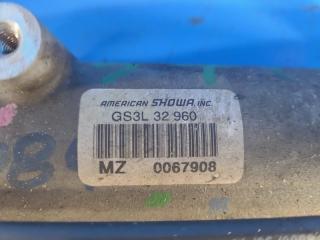 AMERICAN SHOWA, INC.
GS3L 32 960
MZ 0067908